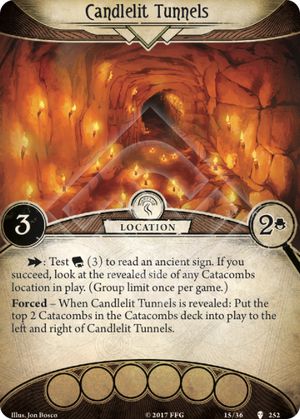 Candlelit Tunnels
3
LOCATION
2
: Test (3) to read an ancient sign. If you
succeed, look at the revealed side of any Catacombs
location in play. (Group limit once per game.)
Forced – When Candlelit Tunnels is revealed: Put the
top 2 Catacombs in the Catacombs deck into play to the
left and right of Candlelit Tunnels.
Illus. Jon Bosco
© 2017 FFG
15/36
252